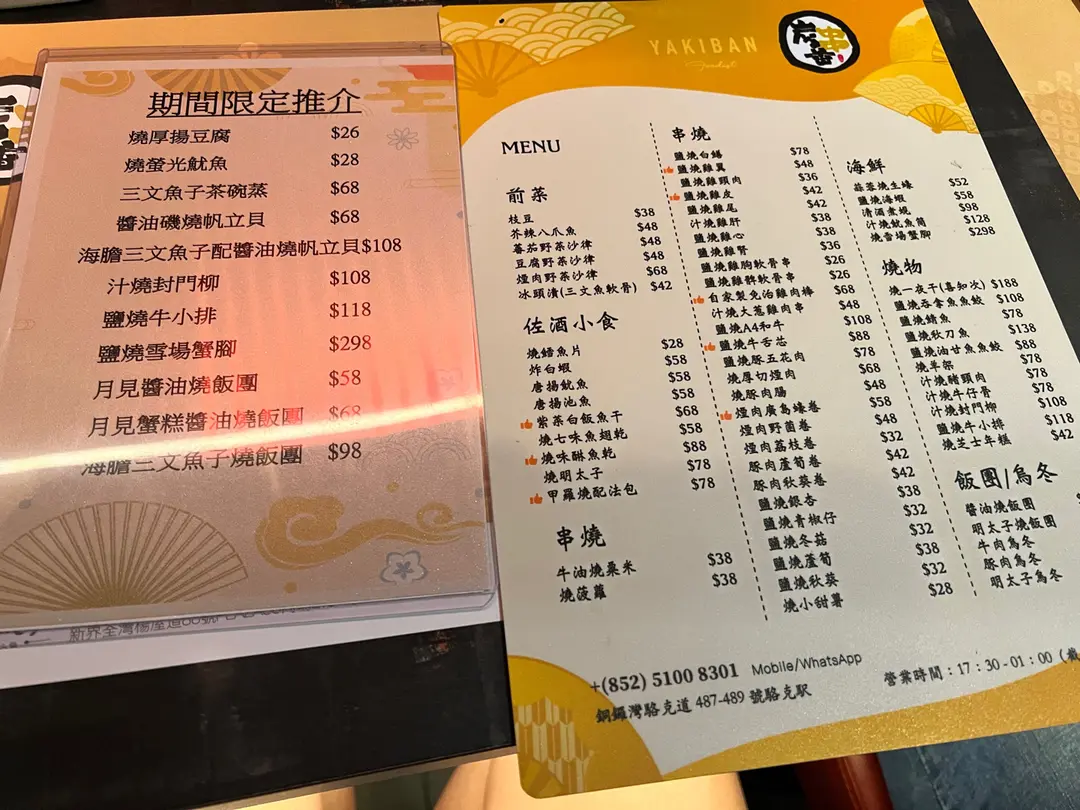 期間限定推介
燒厚揚豆腐 $26
燒螢光魷魚 $28
三文魚子茶碗蒸 $68
醬油磯燒帆立貝 $68
海膽三文魚子配醬油燒帆立貝$108
汁燒封門柳 $108
鹽燒牛小排 $118
鹽燒雪場蟹腳 $298
月見醬油燒飯團 $58
月見蟹糕醬油燒飯團 $68
海膽三文魚子燒飯團 $98
YAKIBAN
MENU
前菜
枝豆 $38
芥辣八爪魚 $48
蕃茄野菜沙律 $48
豆腐野菜沙律 $48
煙肉野菜沙律 $68
冰頭漬(三文魚軟骨) $42
佐酒小食
燒鱈魚片 $28
炸白蝦 $58
唐揚魷魚 $58
唐揚池魚 $58
紫菜白飯魚干 $68
燒七味魚翅乾 $58
燒味醂魚乾 $88
燒明太子 $78
甲羅燒配法包 $78
串燒
牛油燒粟米 $38
燒菠蘿 $38
串燒
鹽燒白鱔 $78
鹽燒雞翼 $48
鹽燒雞頸肉 $36
鹽燒雞皮 $42
鹽燒雞尾 $42
汁燒雞肝 $38
鹽燒雞心 $38
鹽燒雞腎 $36
鹽燒雞胸軟骨串 $26
鹽燒雞髀軟骨串 $26
自家製免治雞肉棒 $68
汁燒大蔥雞肉串 $48
鹽燒A4和牛 $108
鹽燒牛舌芯 $88
鹽燒豚五花肉 $78
燒厚切煙肉 $68
燒豚肉腸 $48
煙肉廣島蠔卷 $58
煙肉野菌卷 $48
煙肉荔枝卷 $32
豚肉蘆筍卷 $42
豚肉秋葵卷 $42
鹽燒銀杏 $38
鹽燒青椒仔 $32
鹽燒冬菇 $32
鹽燒蘆筍 $38
鹽燒秋葵 $32
燒小甜薯 $28
海鮮
蒜蓉燒生蠔 $52
鹽燒海蝦 $58
清酒煮蜆 $98
汁燒魷魚筒 $128
燒雪場蟹腳 $298
燒物
燒一夜干(喜知次) $188
鹽燒吞拿魚魚鮫 $108
鹽燒鯖魚 $78
鹽燒秋刀魚 $138
鹽燒油甘魚魚鮫 $88
燒羊架 $78
汁燒豬頸肉 $78
汁燒牛仔骨 $78
汁燒封門柳 $108
鹽燒牛小排 $118
燒芝士年糕 $42
飯團/烏冬
醬油燒飯團
明太子燒飯團
牛肉烏冬
豚肉烏冬
明太子烏冬
+(852) 5100 8301 Mobile/WhatsApp
銅鑼灣駱克道 487-489 號駱克駅
營業時間：17：30-01：00